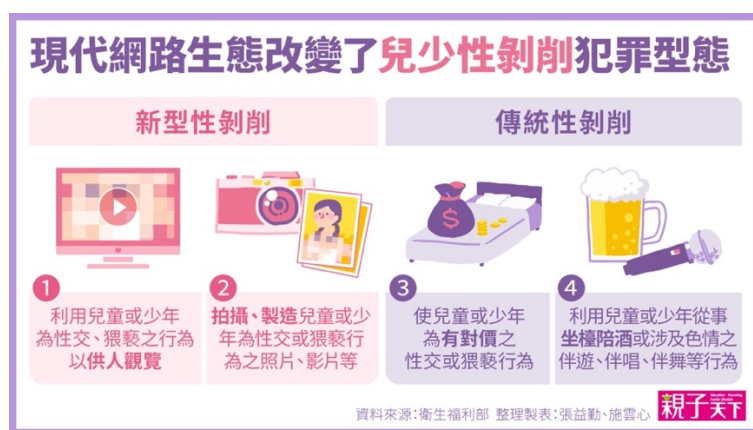 現代網路生態改變了兒少性剝削犯罪型態
新型性剝削
傳統性剝削
1
利用兒童或少年
為性交、猥褻之行為
以供人觀覽
2
拍攝、製造兒童或少
年為性交或猥褻行
為之照片、影片等
3
使兒童或少年
為有對價之
性交或猥褻行為
4
利用兒童或少年從事
坐檯陪酒或涉及色情之
伴遊、伴唱、伴舞等行為
資料來源:衛生福利部 整理製表:張益勤、施雲心
親子天下